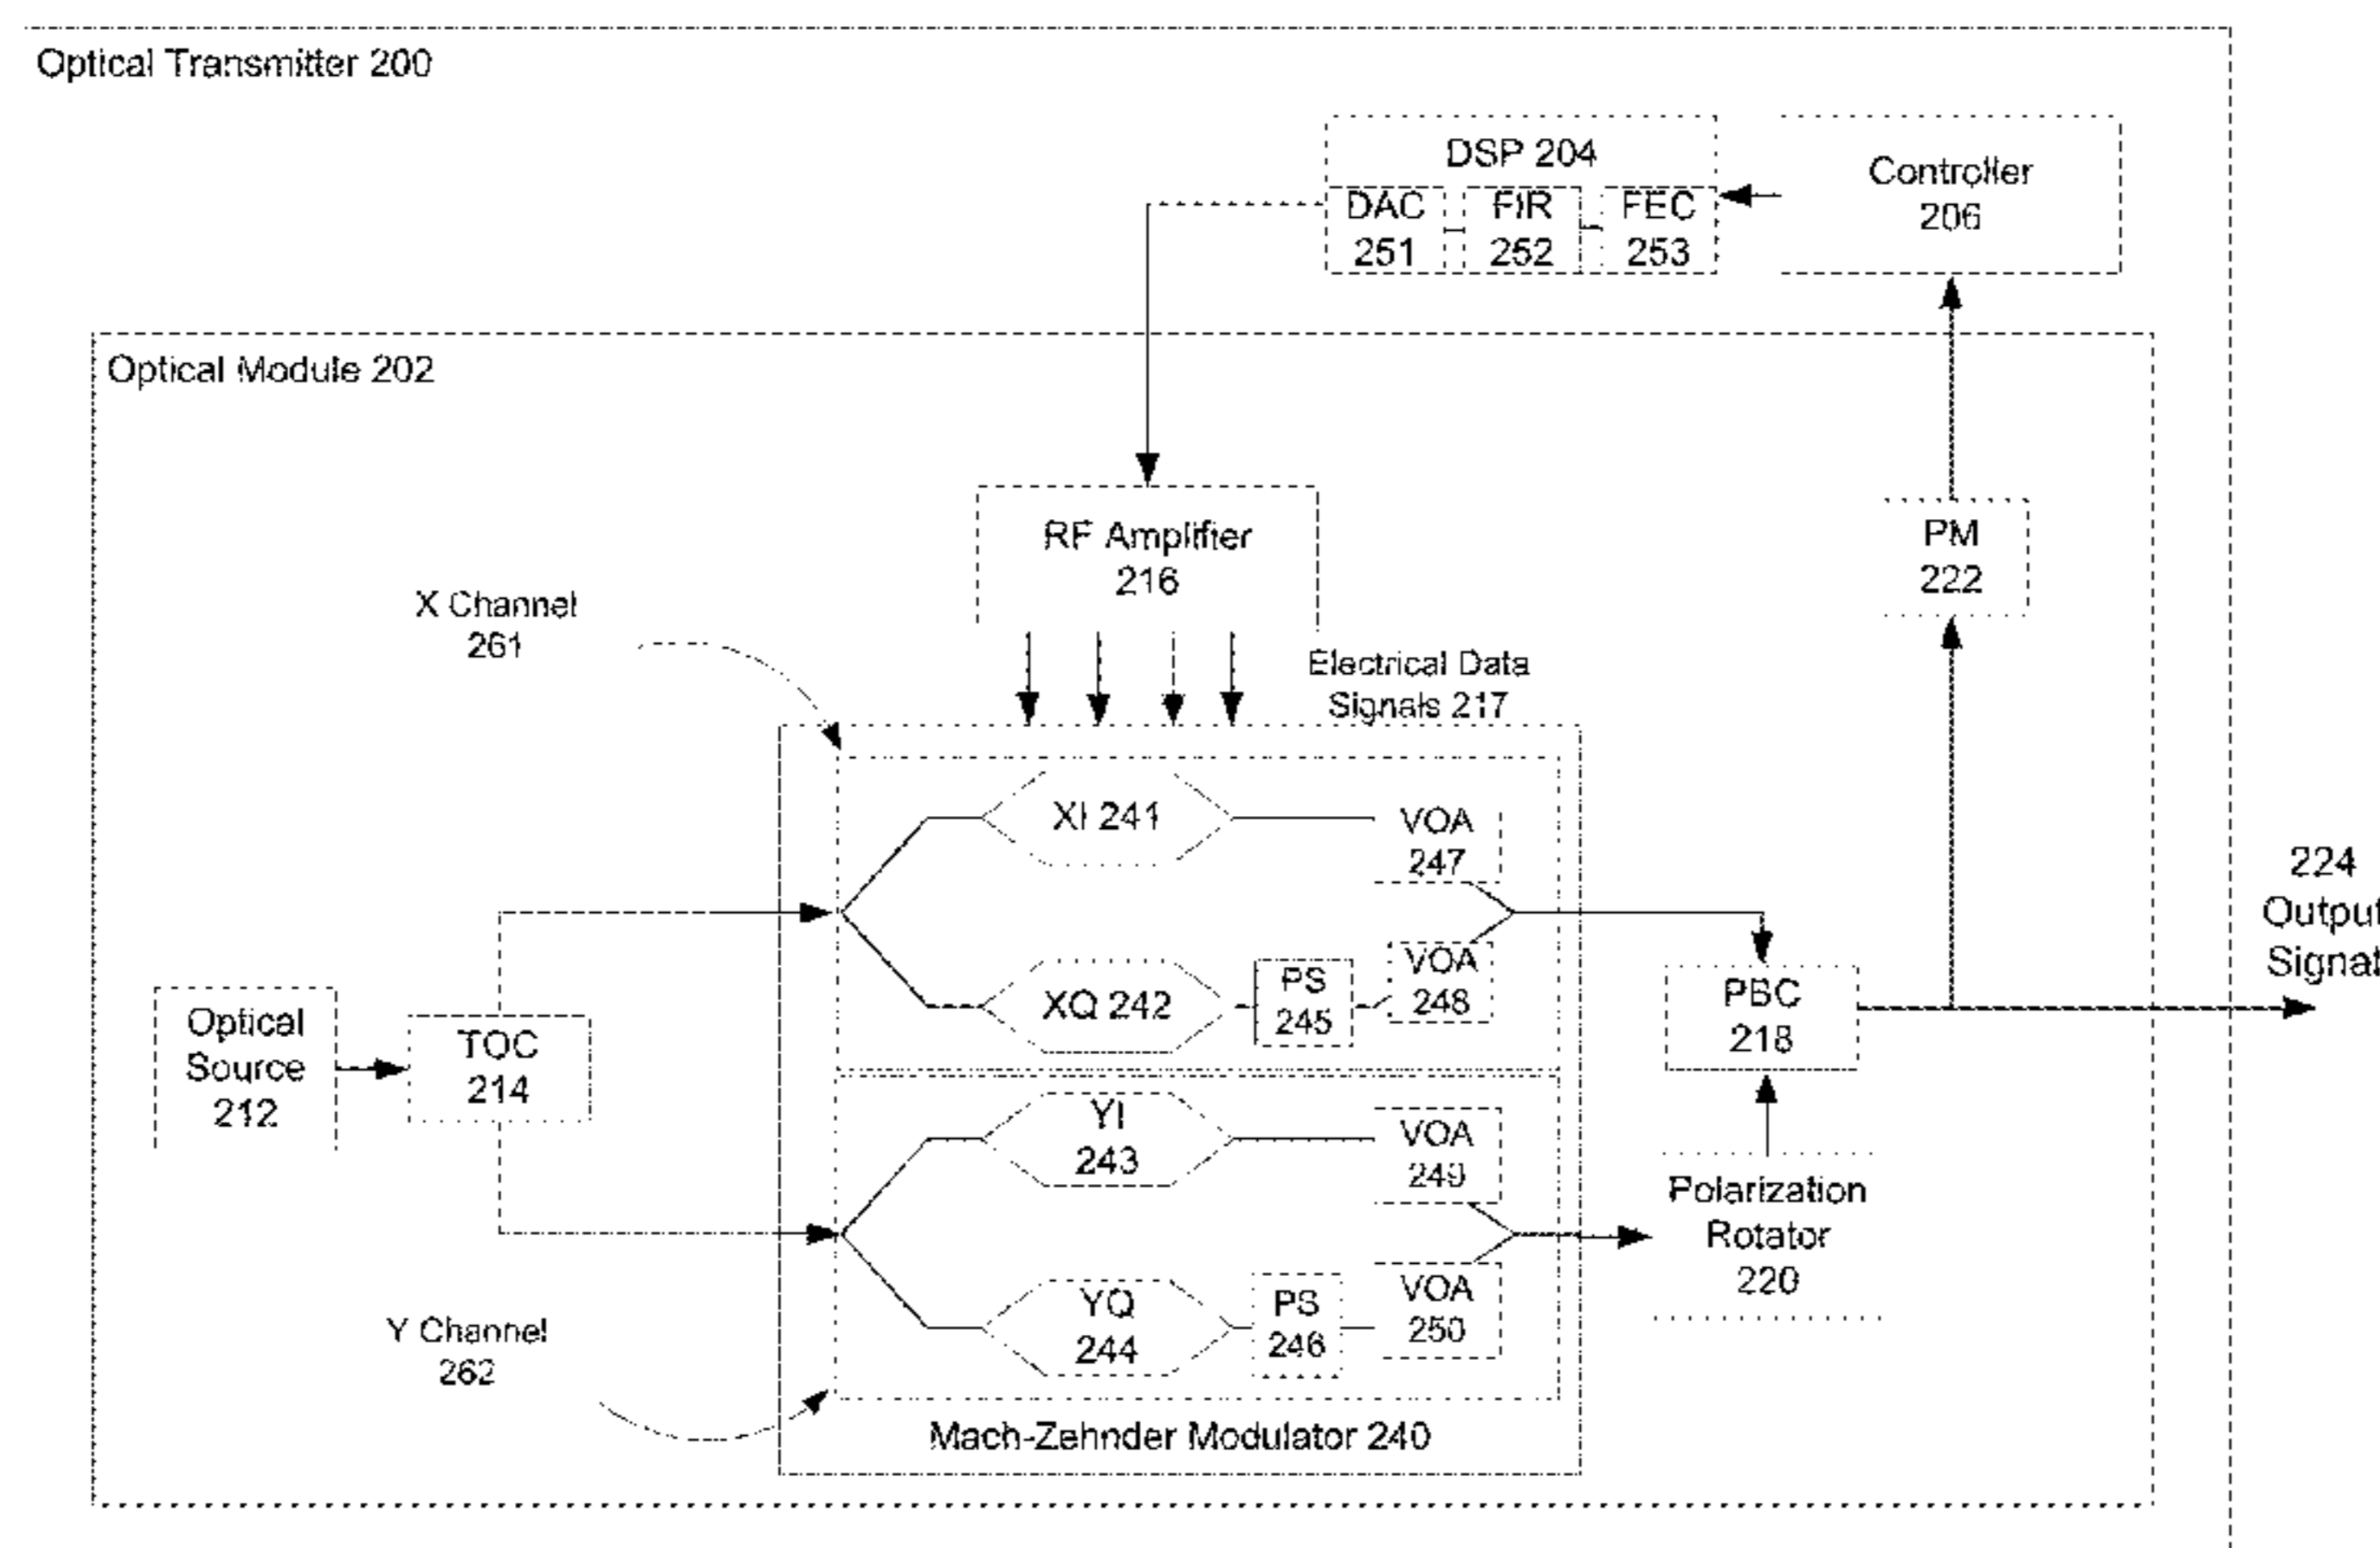 Optical Transmitter 200
DSP 204
DAC
251
FIR
252
FEC
253
Controller
206
Optical Module 202
RF Amplifier
216
PM
222
X Channel
261
Electrical Data
Signals 217
XI 241
VOA
247
XQ 242
PS
245
VOA
248
224
Output
Signal
Optical
Source
212
TOC
214
PBC
218
YI
243
VOA
249
Polarization
Rotator
220
YQ
244
PS
246
VOA
250
Y Channel
262
Mach-Zehnder Modulator 240